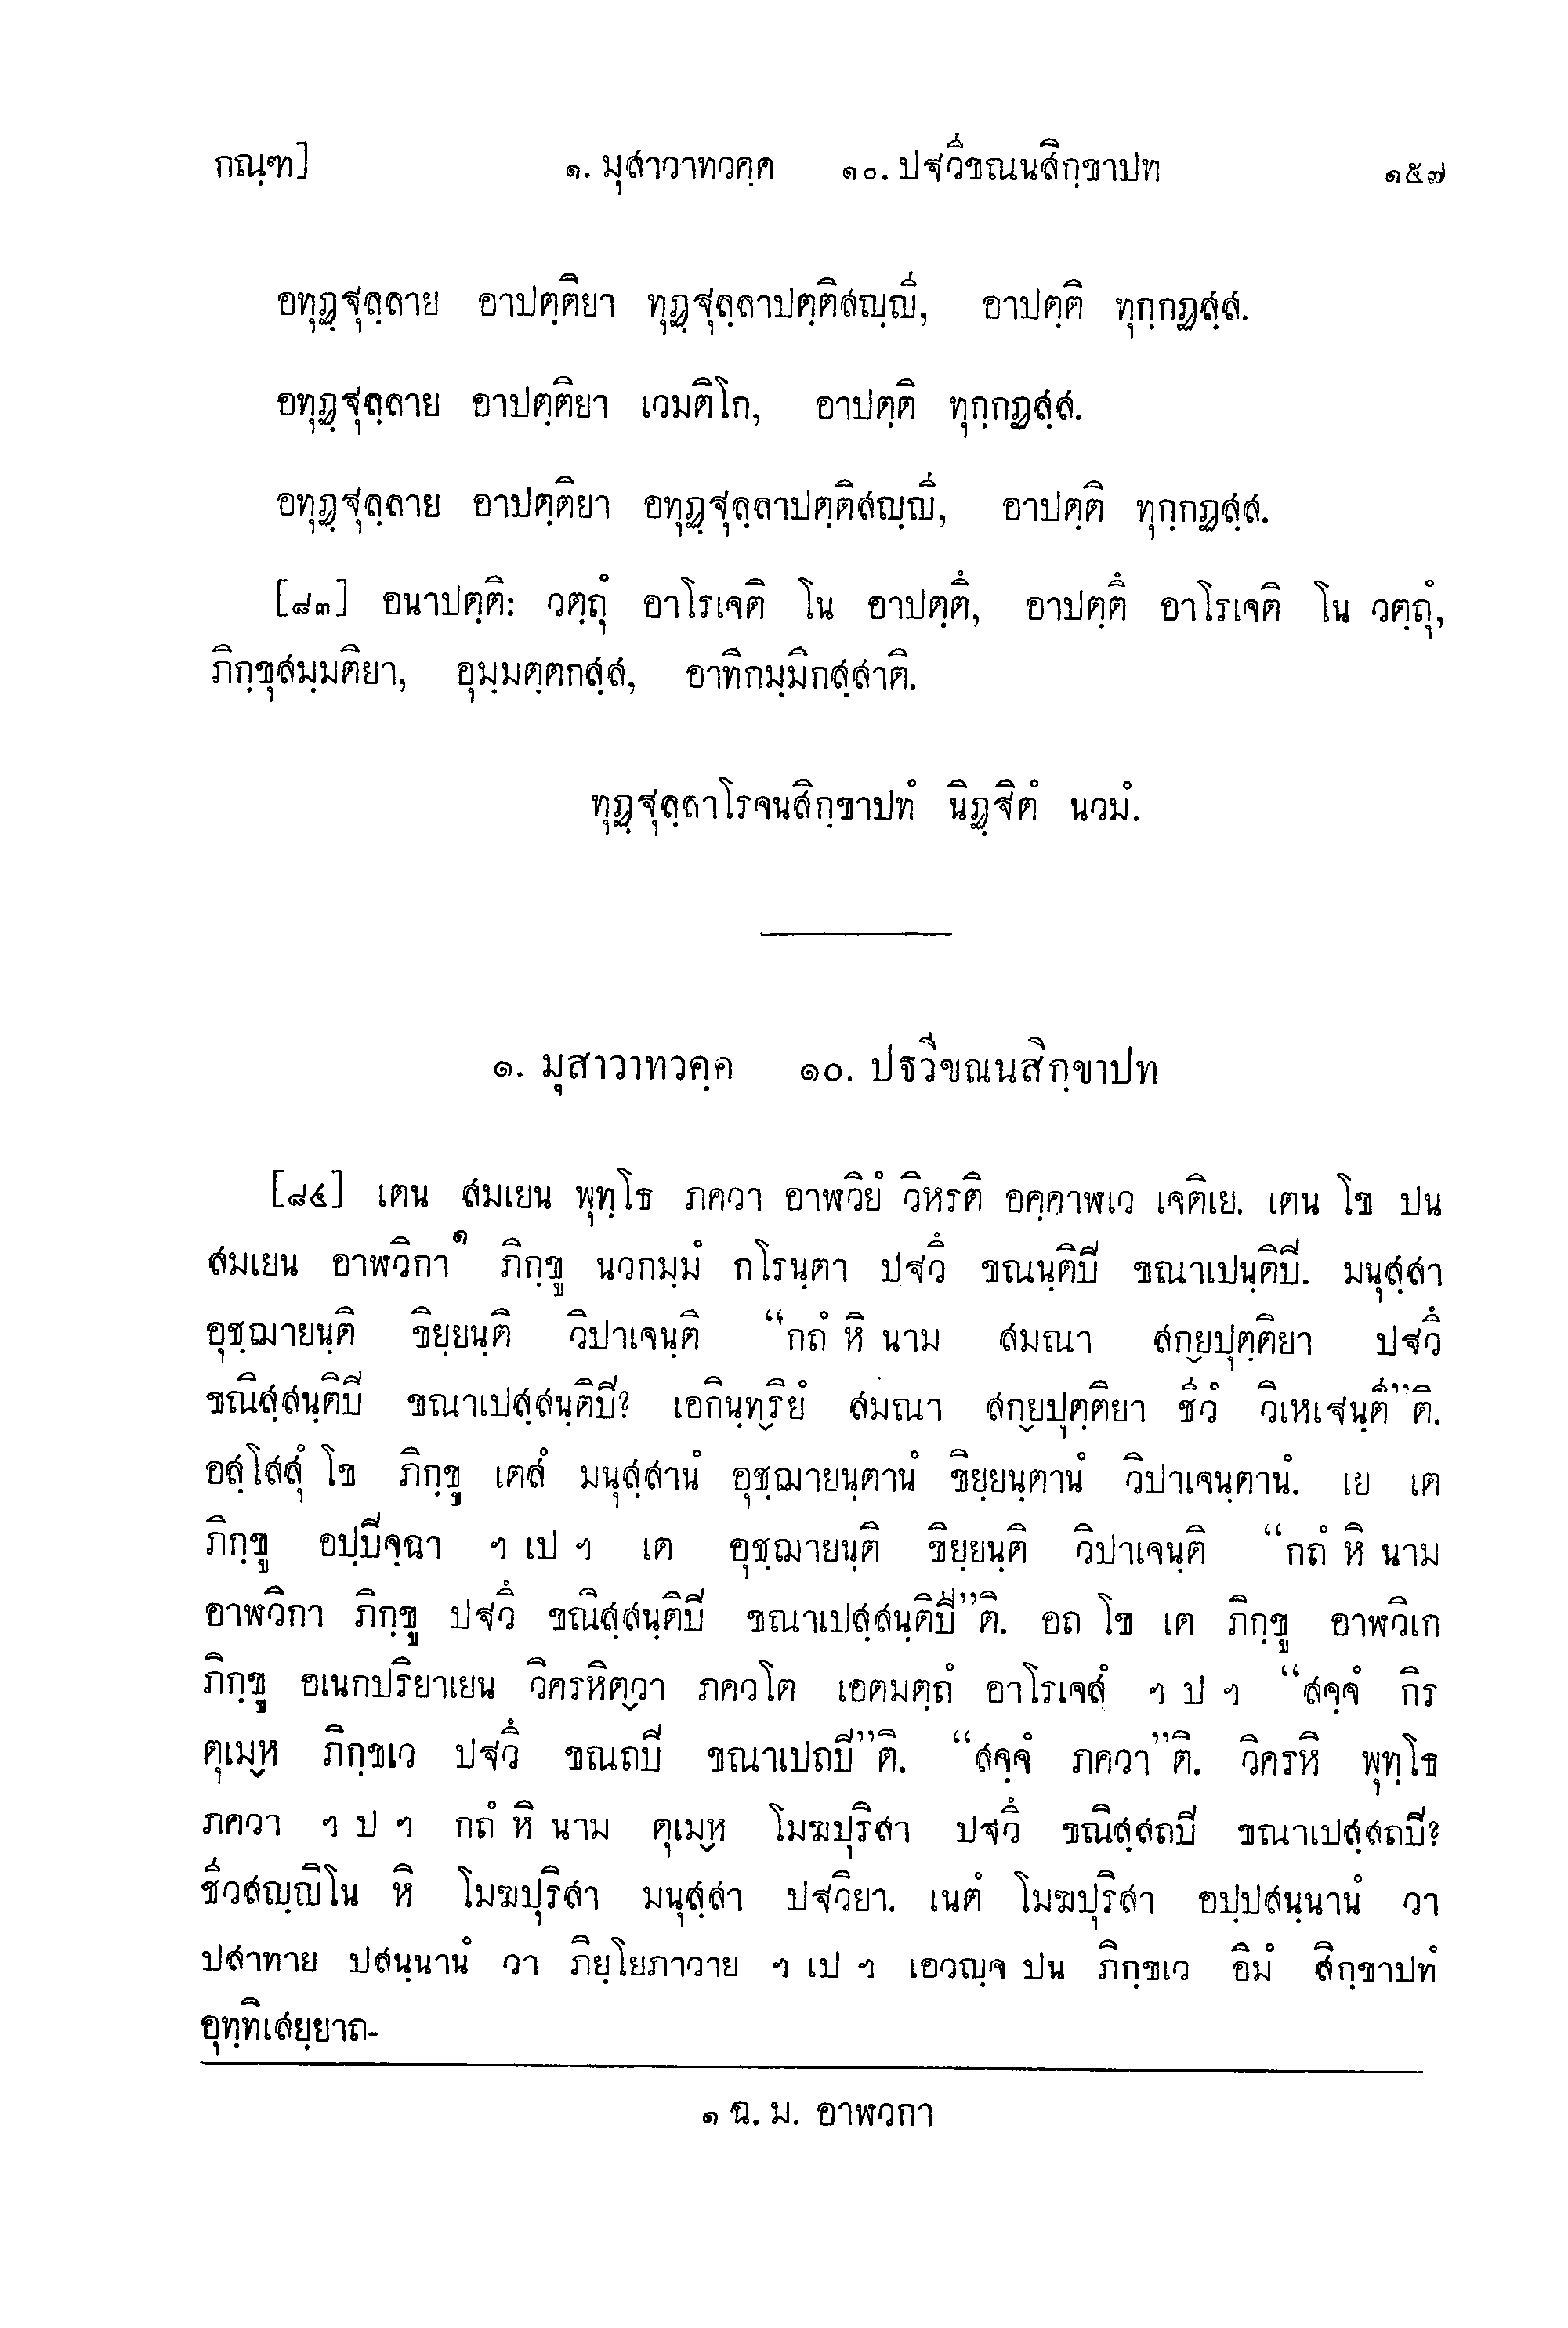 กณฺฑ] ๑. มุสาวาทวคฺค ๑๐. ปฐวีขณนสิกฺขาปท ๑๕๗
อทุฏฺฐุลฺลาย อาปตฺติยา ทุฏฺฐุลฺลาปตฺติสญฺญี, อาปตฺติ ทุกฺกฏสฺส.
อทุฏฺฐุลฺลาย อาปตฺติยา เวมติโก, อาปตฺติ ทุกฺกฏสฺส.
อทุฏฺฐุลฺลาย อาปตฺติยา อทุฏฺฐุลฺลาปตฺติสญฺญี, อาปตฺติ ทุกฺกฏสฺส.
[๘๓] อนาปตฺติ: วตฺถุํ อาโรเจติ โน อาปตฺตึ, อาปตฺตึ อาโรเจติ โน วตฺถุํ,
ภิกฺขุสมฺมติยา, อุมฺมตฺตกสฺส, อาทิกมฺมิกสฺสาติ.
ทุฏฺฐุลฺลาโรจนสิกฺขาปทํ นิฏฺฐิตํ นวมํ.
๑. มุสาวาทวคฺค ๑๐. ปฐวีขณนสิกฺขาปท
[๘๔] เตน สมเยน พุทฺโธ ภควา อาฬวิยํ วิหรติ อคฺคาฬเว เจติเย. เตน โข ปน
สมเยน อาฬวิกา๑ ภิกฺขู นวกมฺมํ กโรนฺตา ปฐวึ ขณนฺติปี ขณาเปนฺติปี. มนุสฺสา
อุชฺฌายนฺติ ขิยฺยนฺติ วิปาเจนฺติ “กถํ หิ นาม สมณา สกฺยปุตฺติยา ปฐวึ
ขณิสฺสนฺติปี ขณาเปสฺสนฺติปี? เอกินฺทฺริยํ สมณา สกฺยปุตฺติยา ชีวํ วิเหเฐนฺตี”ติ.
อสฺโสสุํ โข ภิกฺขู เตสํ มนุสฺสานํ อุชฺฌายนฺตานํ ขิยฺยนฺตานํ วิปาเจนฺตานํ. เย เต
ภิกฺขู อปฺปิจฺฉา ฯ เป ฯ เต อุชฺฌายนฺติ ขิยฺยนฺติ วิปาเจนฺติ “กถํ หิ นาม
อาฬวิกา ภิกฺขู ปฐวึ ขณิสฺสนฺติปี ขณาเปสฺสนฺติปี”ติ. อถ โข เต ภิกฺขู อาฬวิเก
ภิกฺขู อเนกปริยาเยน วิครหิตฺวา ภควโต เอตมตฺถํ อาโรเจสุํ ฯ ป ฯ “สจฺจํ กิร
ตุเมฺห ภิกฺขเว ปฐวึ ขณถปี ขณาเปถปี”ติ. “สจฺจํ ภควา”ติ. วิครหิ พุทฺโธ
ภควา ฯ ป ฯ กถํ หิ นาม ตุเมฺห โมฆปุริสา ปฐวึ ขณิสฺสถปี ขณาเปสฺสถปี?
ชีวสญฺญิโน หิ โมฆปุริสา มนุสฺสา ปฐวิยา. เนตํ โมฆปุริสา อปฺปสนฺนานํ วา
ปสาทาย ปสนฺนานํ วา ภิยฺโยภาวาย ฯ เป ฯ เอวญฺจ ปน ภิกฺขเว อิมํ สิกฺขาปทํ
อุทฺทิเสยฺยาถ-
๑ ฉ. ม. อาฬวกา